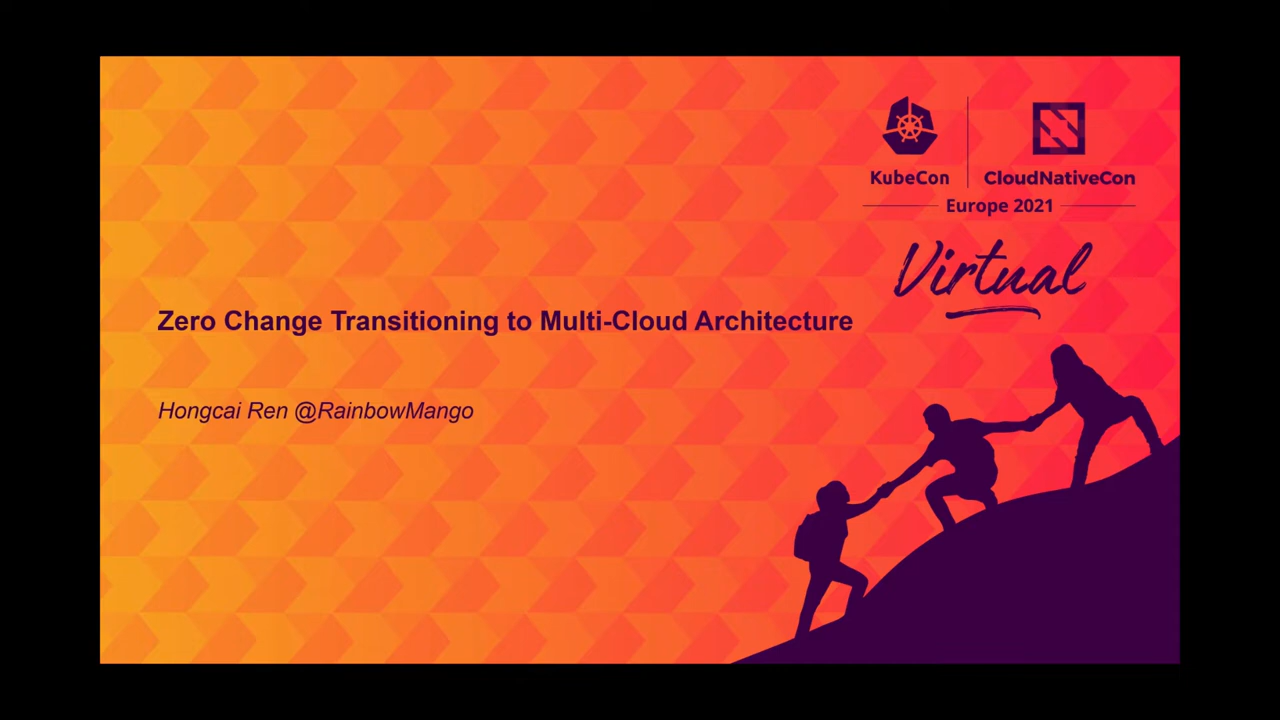 KubeCon
CloudNativeCon
Europe 2021
Virtual
Zero Change Transitioning to Multi-Cloud Architecture
Hongcai Ren @RainbowMango